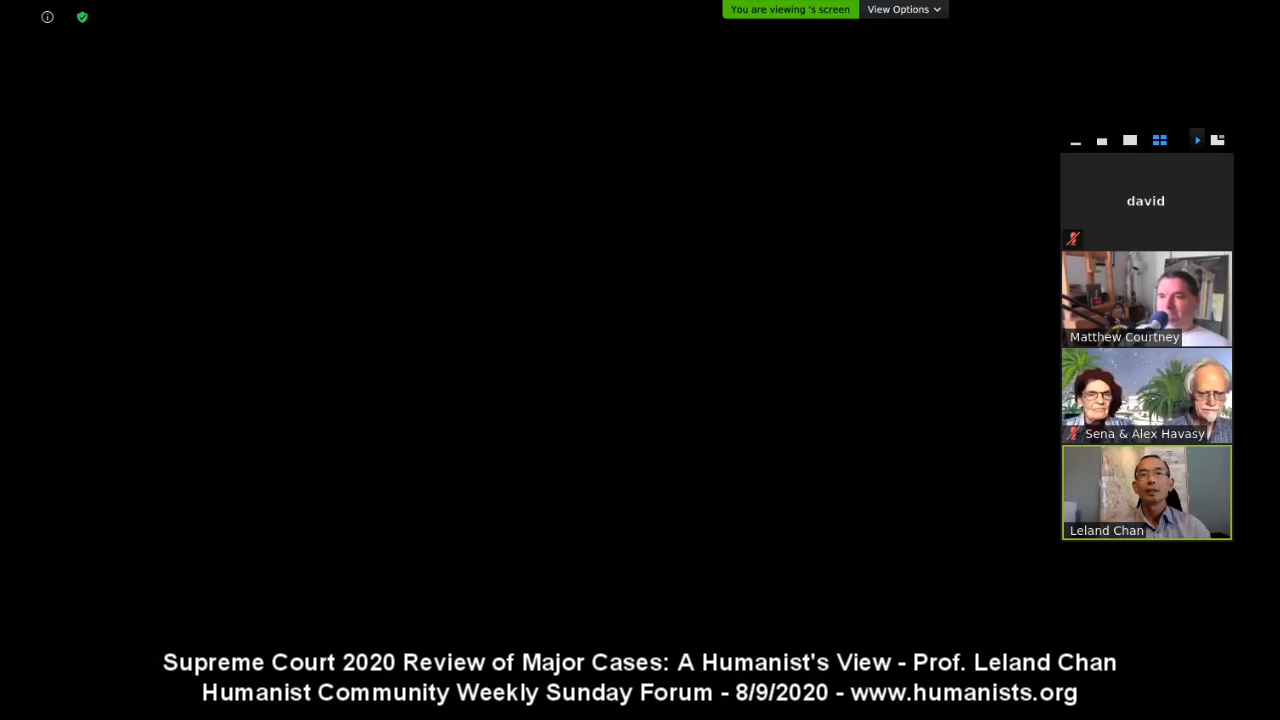 You are viewing 's screen
View Options
david
Matthew Courtney
Sena & Alex Havasy
Leland Chan
Supreme Court 2020 Review of Major Cases: A Humanist's View - Prof. Leland Chan
Humanist Community Weekly Sunday Forum - 8/9/2020 - www.humanists.org